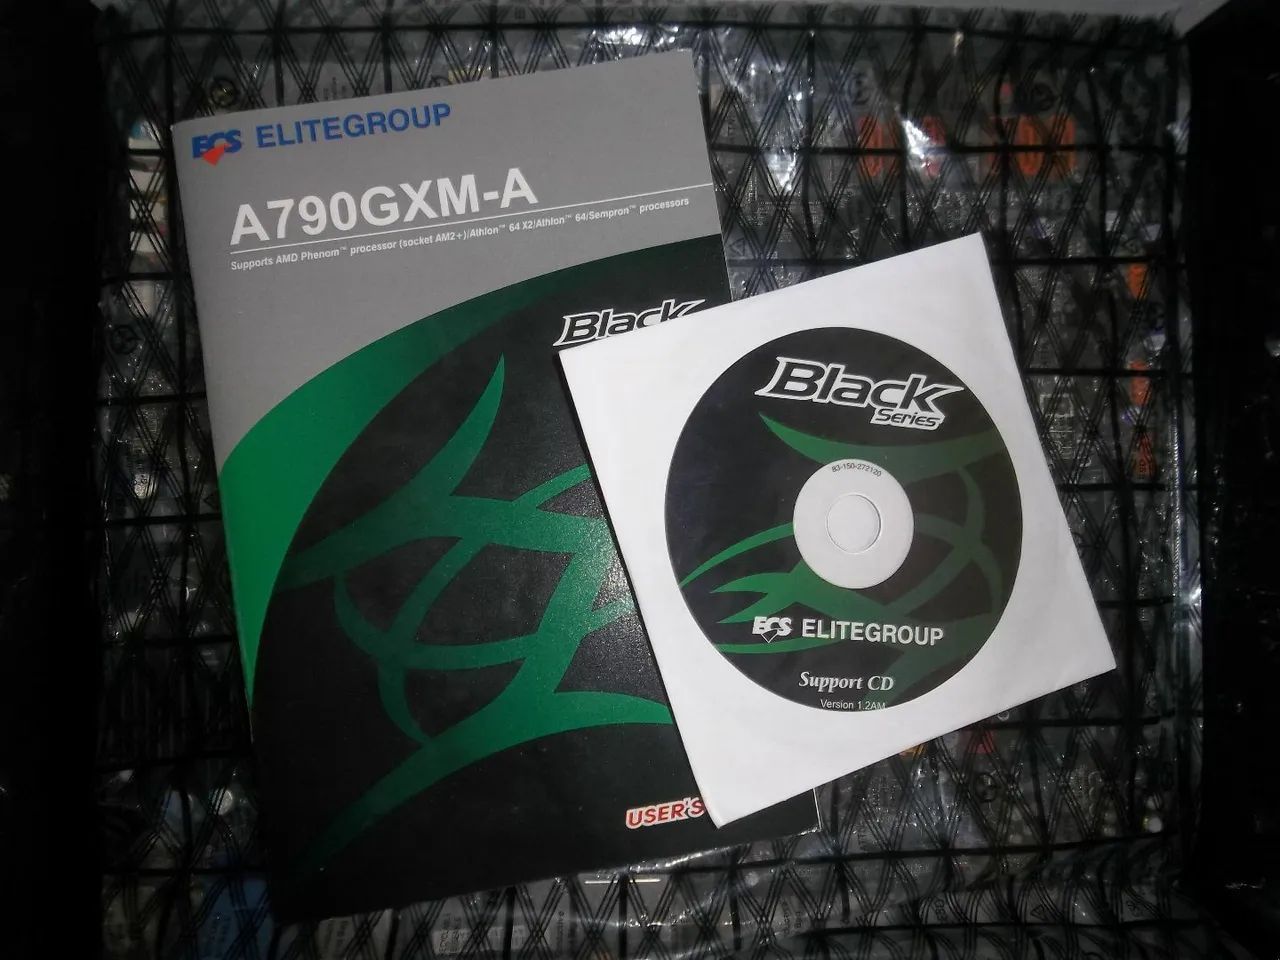 ECS ELITEGROUP
A790GXM-A
Supports AMD Phenom™ processor (socket AM2+)/Athlon™ 64 X2/Athlon™ 64/Sempron™ processors
Black
USER'S
Black
Series
83-150-272120
ECS ELITEGROUP
Support CD
Version 1.2AM